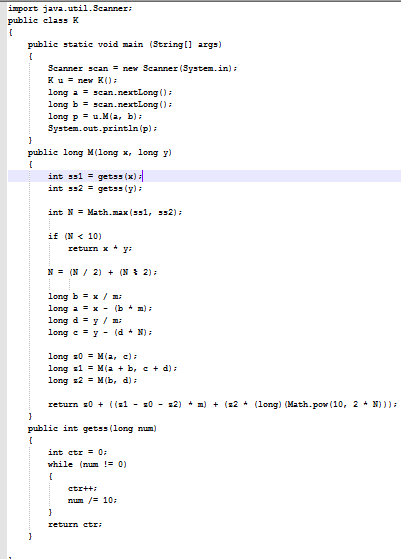 import java.util.Scanner;
public class K
{
public static void main (String[] args)
{
Scanner scan = new Scanner(System.in);
K u = new K();
long a = scan.nextLong();
long b = scan.nextLong();
long p = u.M(a, b);
System.out.println(p);
}
public long M(long x, long y)
{
int ss1 = getss(x);
int ss2 = getss(y);
int N = Math.max(ss1, ss2);
if (N < 10)
return x * y;
N = (N / 2) + (N % 2);
long b = x / m;
long a = x - (b * m);
long d = y / m;
long c = y - (d * N);
long z0 = M(a, c);
long z1 = M(a + b, c + d);
long z2 = M(b, d);
return z0 + ((z1 - z0 - z2) * m) + (z2 * (long)(Math.pow(10, 2 * N)));
}
public int getss(long num)
{
int ctr = 0;
while (num != 0)
{
ctr++;
num /= 10;
}
return ctr;
}